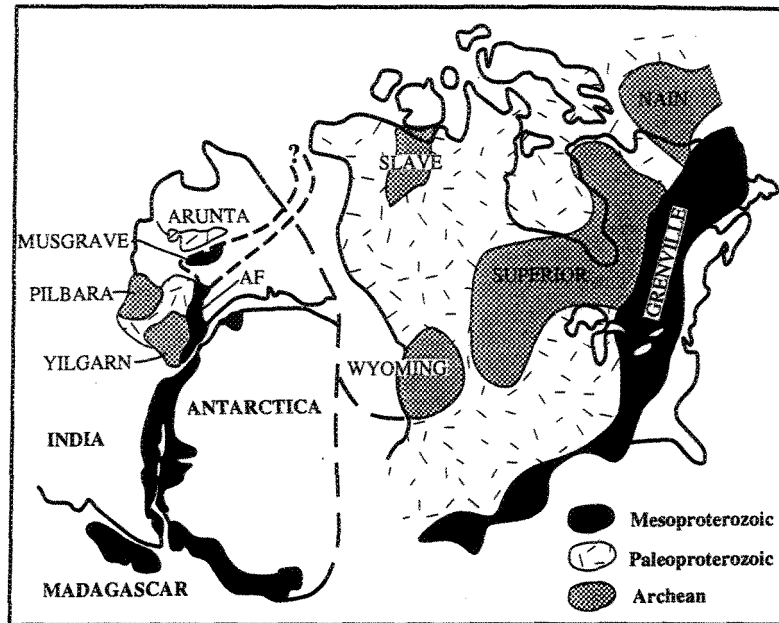 NAIN
SLAVE
?
ARUNTA
MUSGRAVE
GRENVILLE
SUPERIOR
AF
PILBARA
YILGARN
WYOMING
ANTARCTICA
INDIA
Mesoproterozoic
Paleoproterozoic
MADAGASCAR
Archean